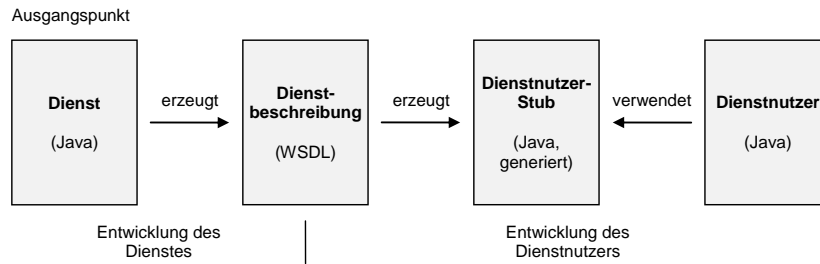 Ausgangspunkt
Dienst
(Java)
erzeugt
Dienst-
beschreibung
(WSDL)
erzeugt
Dienstnutzer-
Stub
(Java,
generiert)
verwendet
Dienstnutzer
(Java)
Entwicklung des
Dienstes
Entwicklung des
Dienstnutzers